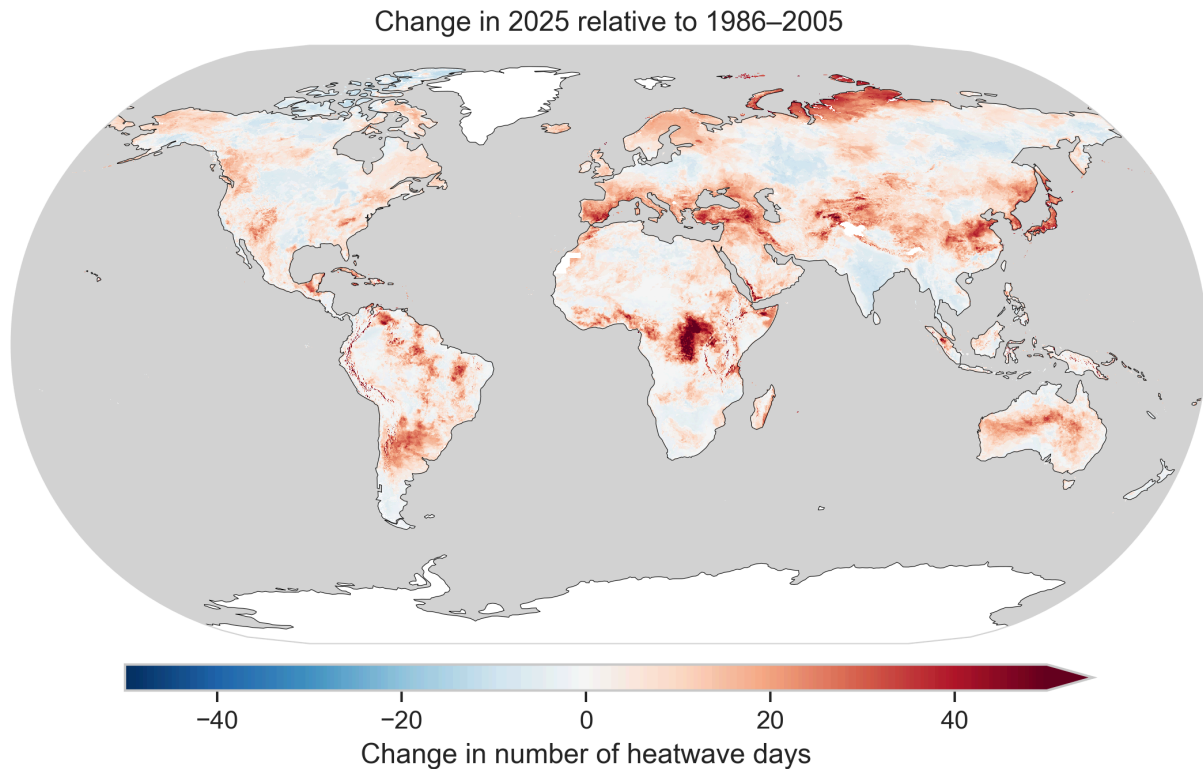 Change in 2025 relative to 1986–2005
−40 −20 0 20 40
Change in number of heatwave days